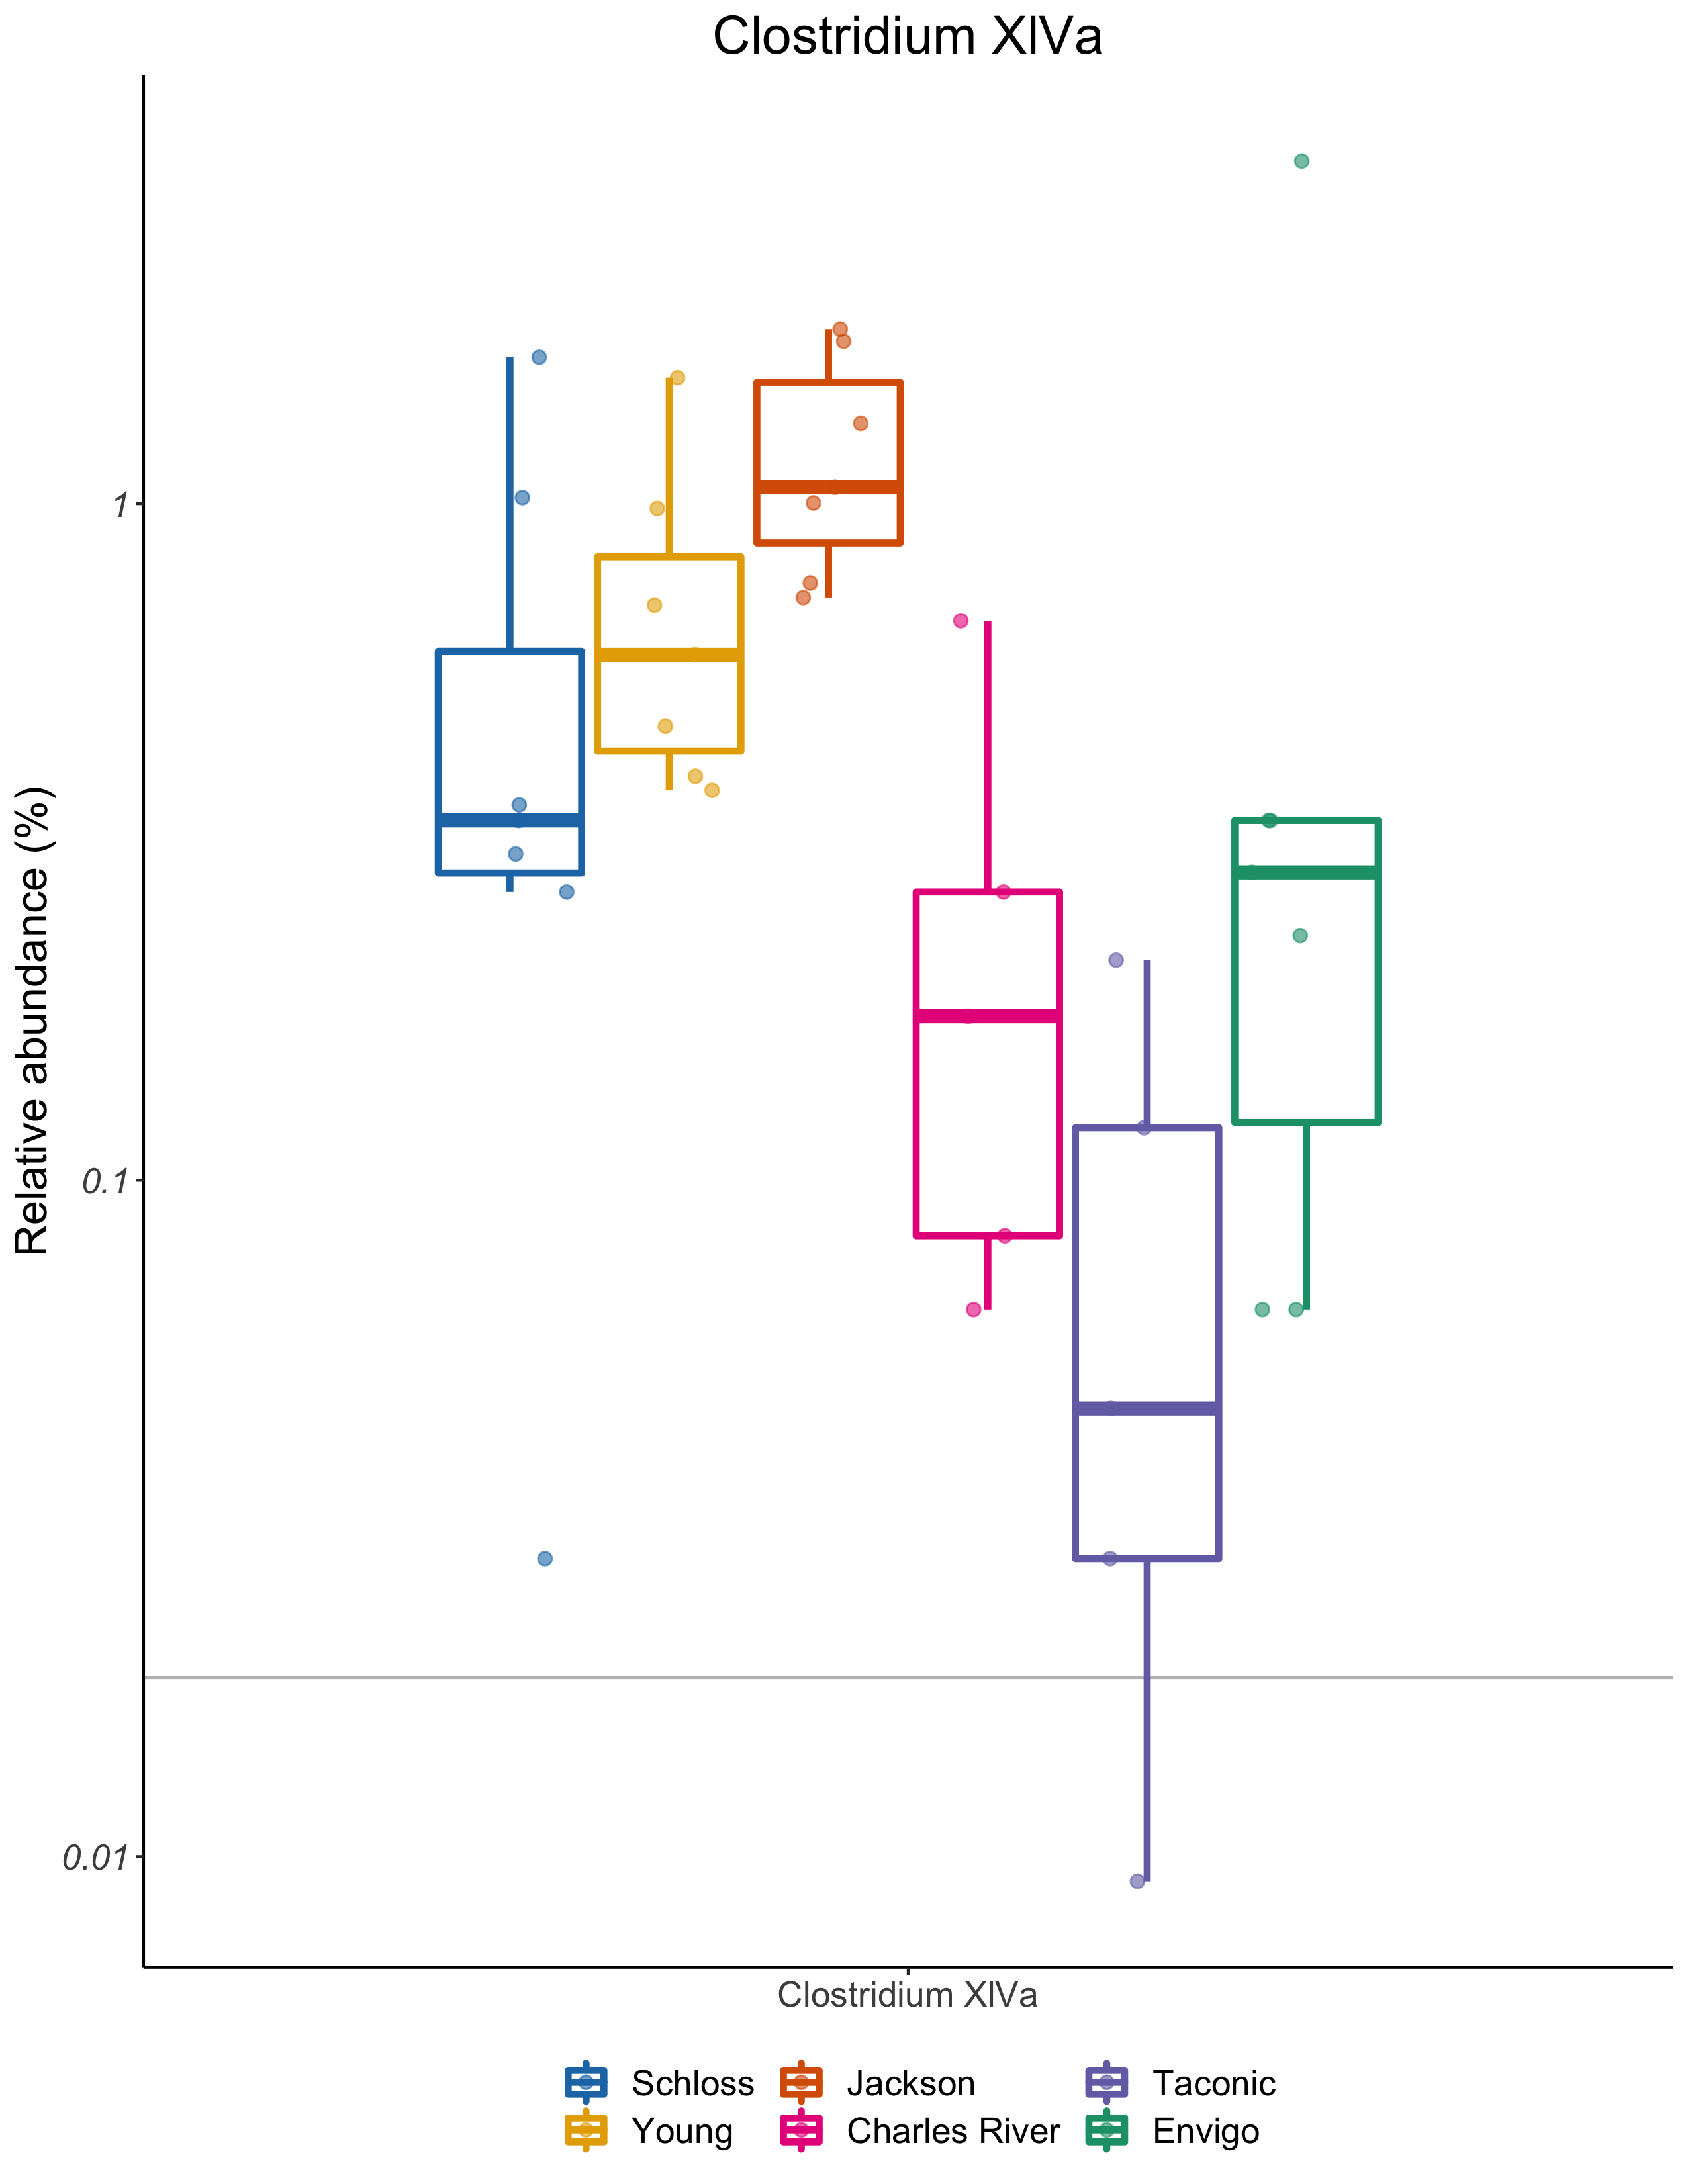 Clostridium XIVa
Relative abundance (%)
1
0.1
0.01
Clostridium XIVa
Schloss
Jackson
Taconic
Young
Charles River
Envigo